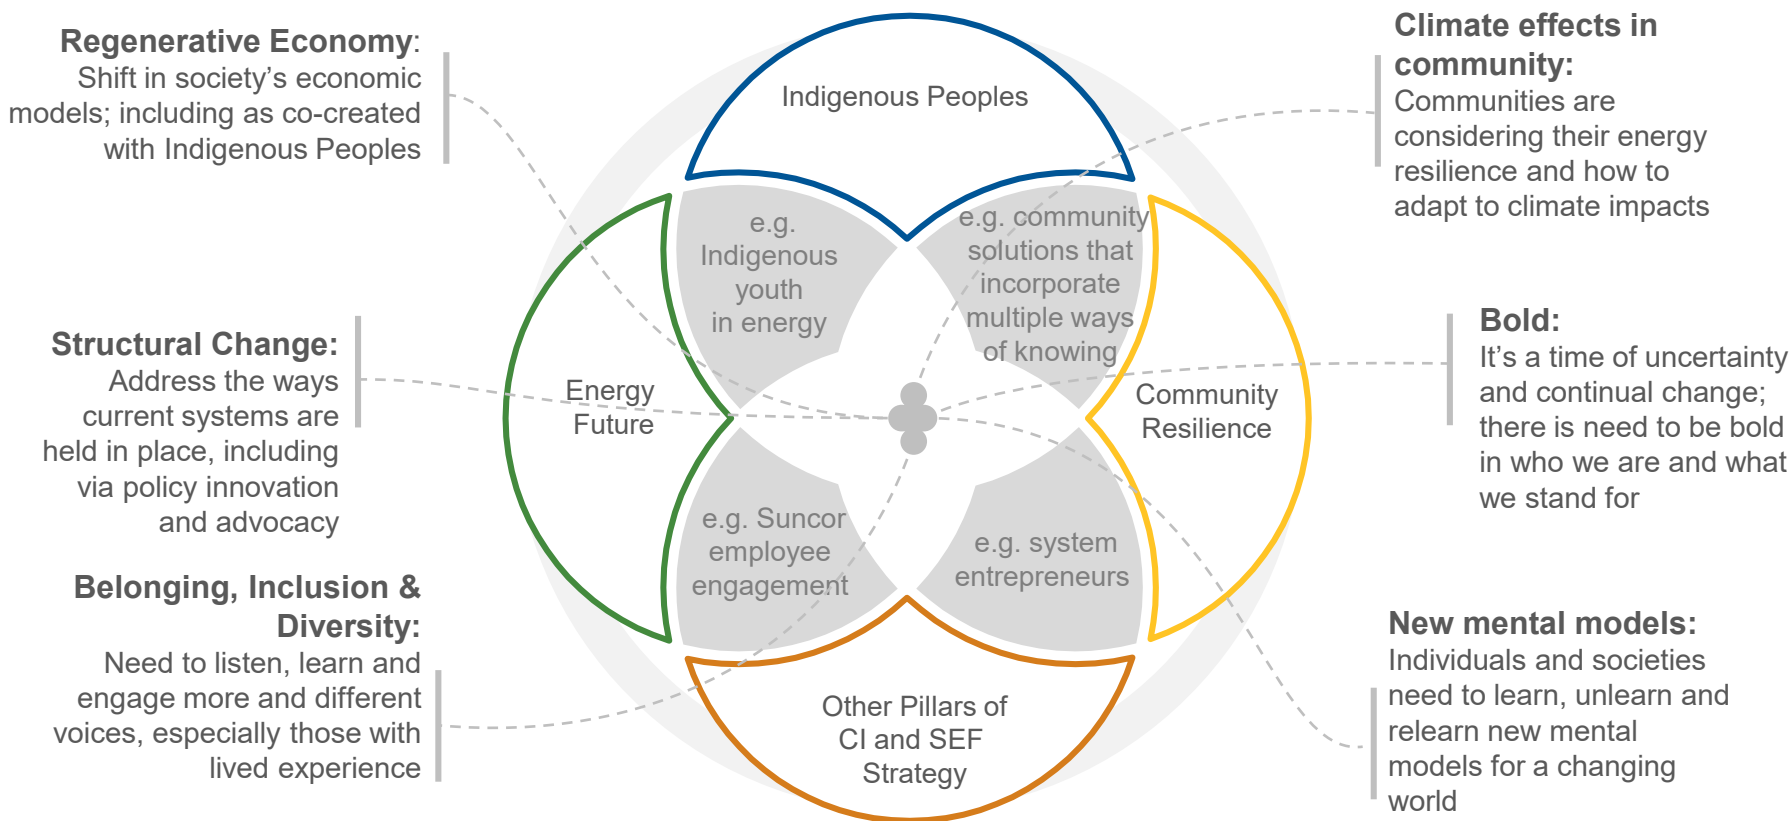 Regenerative Economy:
Shift in society's economic
models; including as co-created
with Indigenous Peoples
Structural Change:
Address the ways
current systems are
held in place, including
via policy innovation
and advocacy
Belonging, Inclusion &
Diversity:
Need to listen, learn and
engage more and different
voices, especially those with
lived experience
Indigenous Peoples
e.g.
Indigenous
youth
in energy
e.g. community
solutions that
incorporate
multiple ways
of knowing
Energy
Future
Community
Resilience
e.g. Suncor
employee
engagement
e.g. system
entrepreneurs
Other Pillars of
CI and SEF
Strategy
Climate effects in
community:
Communities are
considering their energy
resilience and how to
adapt to climate impacts
Bold:
It's a time of uncertainty
and continual change;
there is need to be bold
in who we are and what
we stand for
New mental models:
Individuals and societies
need to learn, unlearn and
relearn new mental
models for a changing
world